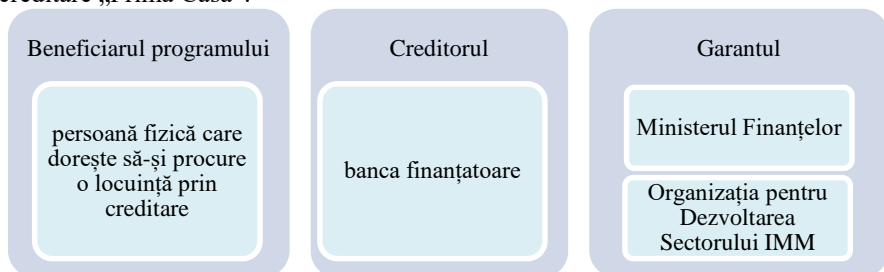 creditare „Prima Casă”.
Beneficiarul programului
persoană fizică care
dorește să-și procure
o locuință prin
creditare
Creditorul
banca finanțatoare
Garantul
Ministerul Finanțelor
Organizația pentru
Dezvoltarea
Sectorului IMM